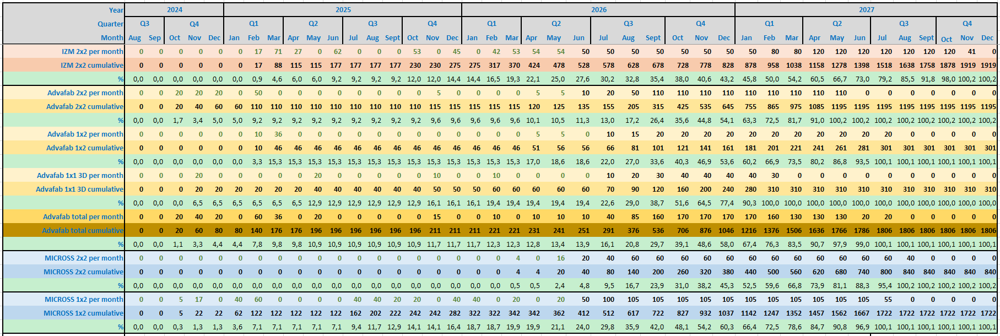 Year 2024 2025 2026 2027
Quarter Q3 Q4 Q1 Q2 Q3 Q4 Q1 Q2 Q3 Q4 Q1 Q2 Q3 Q4
Month Aug Sep Oct Nov Dec Jan Feb Mar Apr May Jun Jul Aug Sept Oct Nov Dec Jan Feb Mar Apr May Jun Jul Aug Sept Oct Nov Dec Jan Feb Mar Apr May Jun Jul Aug Sept Oct Nov Dec
IZM 2x2 per month 0 0 0 0 0 0 17 71 27 0 62 0 0 0 53 0 45 0 42 53 54 54 50 50 50 50 50 50 50 50 80 80 120 120 120 120 120 120 120 41 0
IZM 2x2 cumulative 0 0 0 0 0 0 17 88 115 115 177 177 177 177 230 230 275 275 317 370 424 478 528 578 628 678 728 778 828 878 958 1038 1158 1278 1398 1518 1638 1758 1878 1919 1919
% 0,0 0,0 0,0 0,0 0,0 0,0 0,9 4,6 6,0 6,0 9,2 9,2 9,2 9,2 12,0 12,0 14,4 14,4 16,5 19,3 22,1 25,0 27,6 30,2 32,8 35,4 38,0 40,6 43,2 45,8 50,0 54,2 60,5 66,7 73,0 79,2 85,5 91,8 98,0 100,2 100,2
Advafab 2x2 per month 0 0 20 20 20 0 50 0 0 0 0 0 0 0 0 5 0 0 0 0 5 5 10 20 50 110 110 110 110 110 110 110 110 110 0 0 0 0 0 0 0
Advafab 2x2 cumulative 0 0 20 40 60 60 110 110 110 110 110 110 110 110 110 115 115 115 115 115 120 125 135 155 205 315 425 535 645 755 865 975 1085 1195 1195 1195 1195 1195 1195 1195 1195
% 0,0 0,0 1,7 3,4 5,0 5,0 9,2 9,2 9,2 9,2 9,2 9,2 9,2 9,2 9,2 9,6 9,6 9,6 9,6 9,6 10,1 10,5 11,3 13,0 17,2 26,4 35,6 44,8 54,1 63,3 72,5 81,7 91,0 100,2 100,2 100,2 100,2 100,2 100,2 100,2 100,2
Advafab 1x2 per month 0 0 0 0 0 0 10 36 0 0 0 0 0 0 0 0 0 0 0 0 5 5 0 10 15 20 20 20 20 20 20 20 20 20 20 20 0 0 0 0 0
Advafab 1x2 cumulative 0 0 0 0 0 0 10 46 46 46 46 46 46 46 46 46 46 46 46 46 51 56 56 66 81 101 121 141 161 181 201 221 241 261 281 301 301 301 301 301 301
% 0,0 0,0 0,0 0,0 0,0 0,0 3,3 15,3 15,3 15,3 15,3 15,3 15,3 15,3 15,3 15,3 15,3 15,3 15,3 15,3 17,0 18,6 18,6 22,0 27,0 33,6 40,3 46,9 53,6 60,2 66,9 73,5 80,2 86,8 93,5 100,1 100,1 100,1 100,1 100,1 100,1
Advafab 1x1 3D per month 0 0 0 20 0 0 0 0 0 20 0 0 0 0 0 10 0 0 10 0 0 0 0 10 20 30 40 40 40 40 30 0 0 0 0 0 0 0 0 0 0
Advafab 1x1 3D cumulative 0 0 0 20 20 20 20 20 20 40 40 40 40 40 40 50 50 50 60 60 60 60 60 70 90 120 160 200 240 280 310 310 310 310 310 310 310 310 310 310 310
% 0,0 0,0 0,0 6,5 6,5 6,5 6,5 6,5 6,5 12,9 12,9 12,9 12,9 12,9 12,9 16,1 16,1 16,1 19,4 19,4 19,4 19,4 19,4 22,6 29,0 38,7 51,6 64,5 77,4 90,3 100,0 100,0 100,0 100,0 100,0 100,0 100,0 100,0 100,0 100,0 100,0
Advafab total per month 0 0 20 40 20 0 60 36 0 20 0 0 0 0 0 15 0 0 10 0 10 10 10 40 85 160 170 170 170 170 160 130 130 130 20 20 0 0 0 0 0
Advafab total cumulative 0 0 20 60 80 80 140 176 176 196 196 196 196 196 196 211 211 211 221 221 231 241 251 291 376 536 706 876 1046 1216 1376 1506 1636 1766 1786 1806 1806 1806 1806 1806 1806
% 0,0 0,0 1,1 3,3 4,4 4,4 7,8 9,8 9,8 10,9 10,9 10,9 10,9 10,9 10,9 11,7 11,7 11,7 12,3 12,3 12,8 13,4 13,9 16,1 20,8 29,7 39,1 48,6 58,0 67,4 76,3 83,5 90,7 97,9 99,0 100,1 100,1 100,1 100,1 100,1 100,1
MICROSS 2x2 per month 0 0 0 0 0 0 0 0 0 0 0 0 0 0 0 0 0 0 0 4 0 16 20 40 60 60 60 60 60 60 60 60 60 60 60 60 40 0 0 0 0
MICROSS 2x2 cumulative 0 0 0 0 0 0 0 0 0 0 0 0 0 0 0 0 0 0 0 4 4 20 40 80 140 200 260 320 380 440 500 560 620 680 740 800 840 840 840 840 840
% 0,0 0,0 0,0 0,0 0,0 0,0 0,0 0,0 0,0 0,0 0,0 0,0 0,0 0,0 0,0 0,0 0,0 0,0 0,0 0,5 0,5 2,4 4,8 9,5 16,7 23,9 31,0 38,2 45,3 52,5 59,6 66,8 73,9 81,1 88,3 95,4 100,2 100,2 100,2 100,2 100,2
MICROSS 1x2 per month 0 0 5 17 0 40 60 0 0 0 0 40 40 20 20 0 40 40 0 20 0 20 50 100 105 105 105 105 105 105 105 105 105 105 105 55 0 0 0 0 0
MICROSS 1x2 cumulative 0 0 5 22 22 62 122 122 122 122 122 162 202 222 242 242 282 322 322 342 342 362 412 512 617 722 827 932 1037 1142 1247 1352 1457 1562 1667 1722 1722 1722 1722 1722 1722
% 0,0 0,0 0,3 1,3 1,3 3,6 7,1 7,1 7,1 7,1 7,1 9,4 11,7 12,9 14,1 14,1 16,4 18,7 18,7 19,9 19,9 21,1 24,0 29,8 35,9 42,0 48,1 54,2 60,3 66,4 72,5 78,6 84,7 90,8 96,9 100,1 100,1 100,1 100,1 100,1 100,1